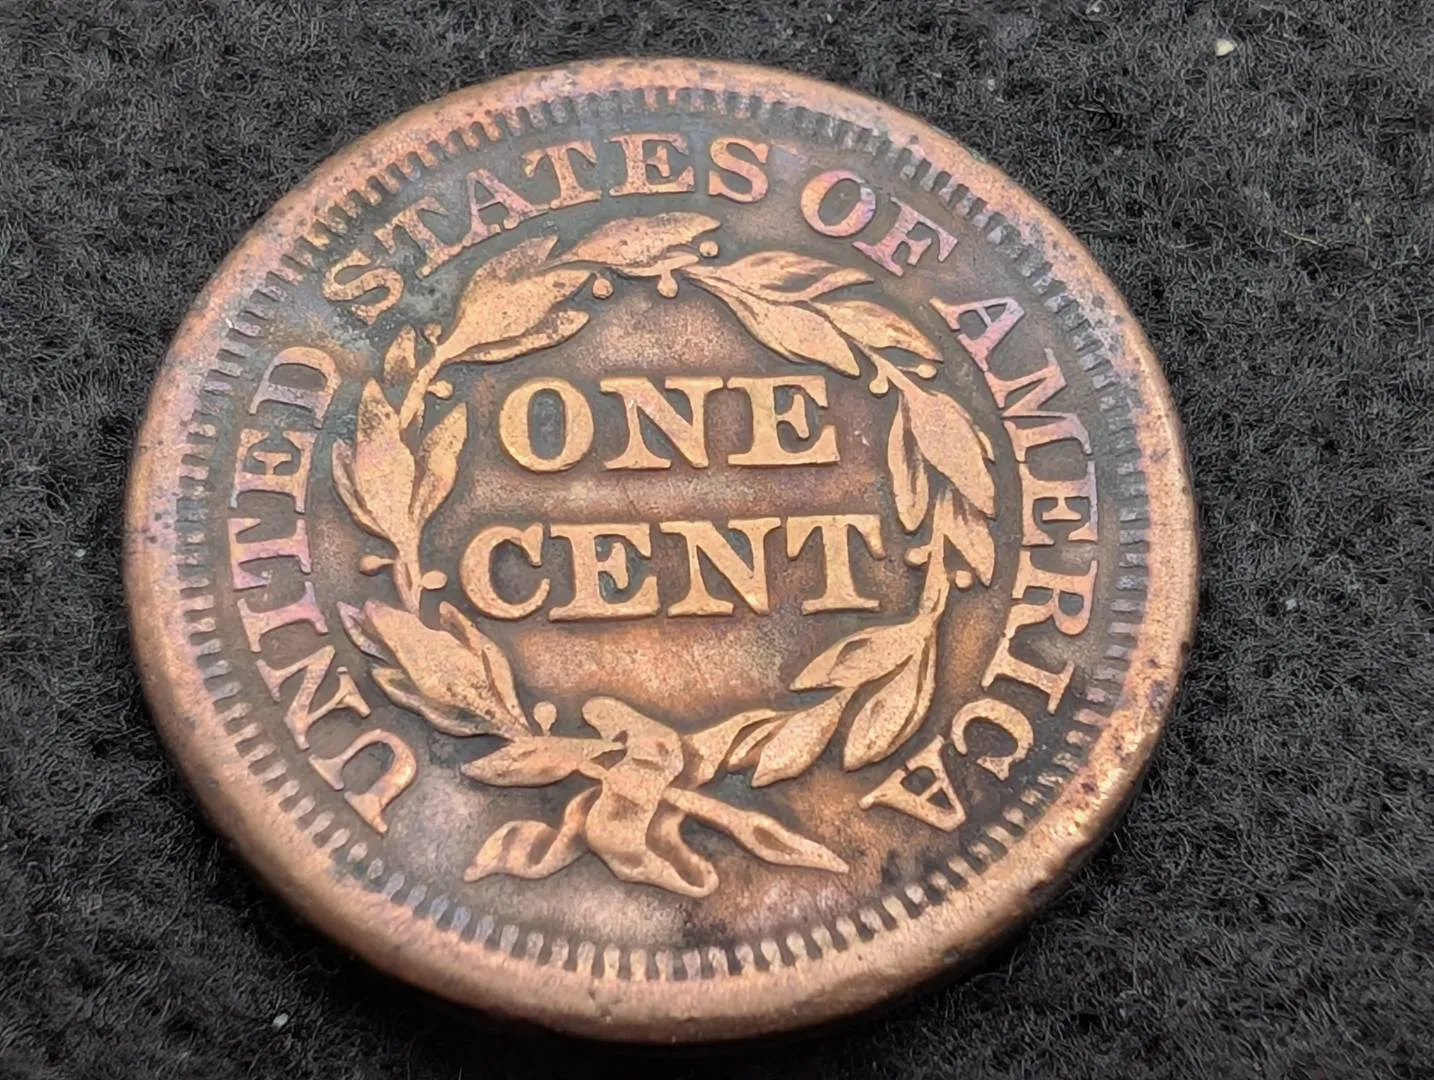 UNITED STATES OF AMERICA
ONE
CENT